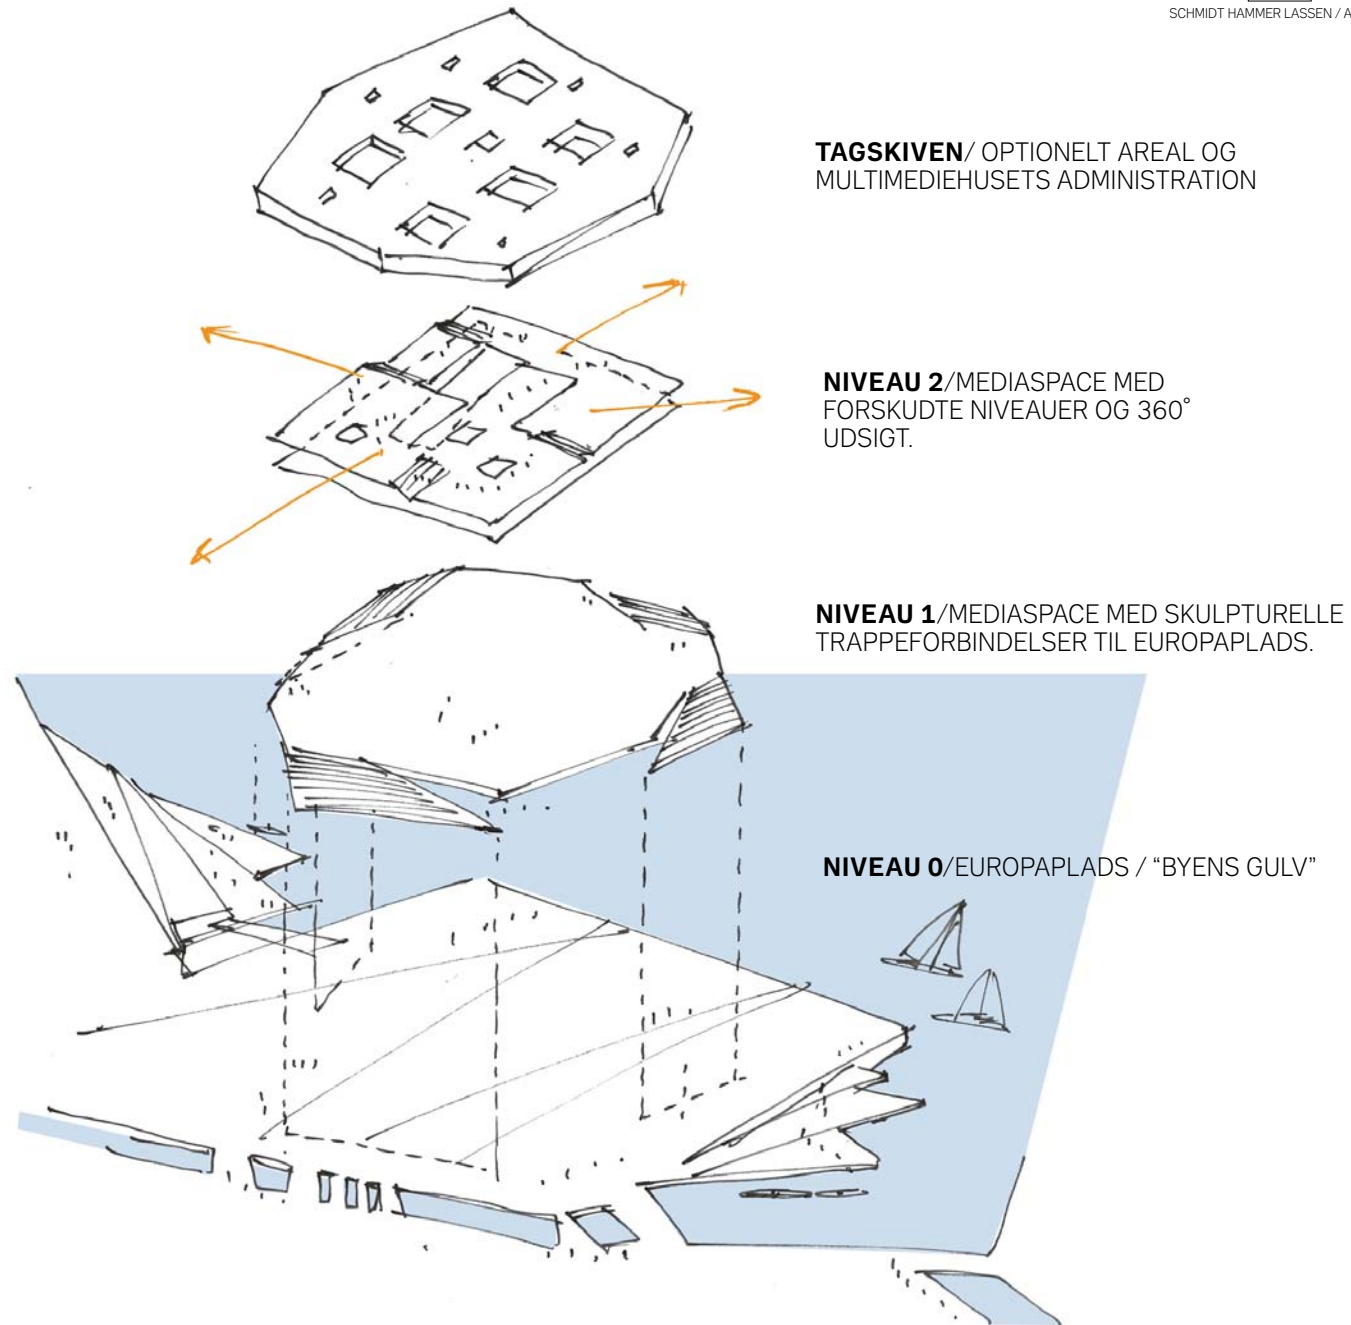 SCHMIDT HAMMER LASSEN / A
TAGSKIVEN/ OPTIONELT AREAL OG
MULTIMEDIEHUSETS ADMINISTRATION
NIVEAU 2/MEDIASPACE MED
FORSKUDTE NIVEAUER OG 360°
UDSIGT.
NIVEAU 1/MEDIASPACE MED SKULPTURELLE
TRAPPEFORBINDELSER TIL EUROPAPLADS.
NIVEAU 0/EUROPAPLADS / “BYENS GULV”